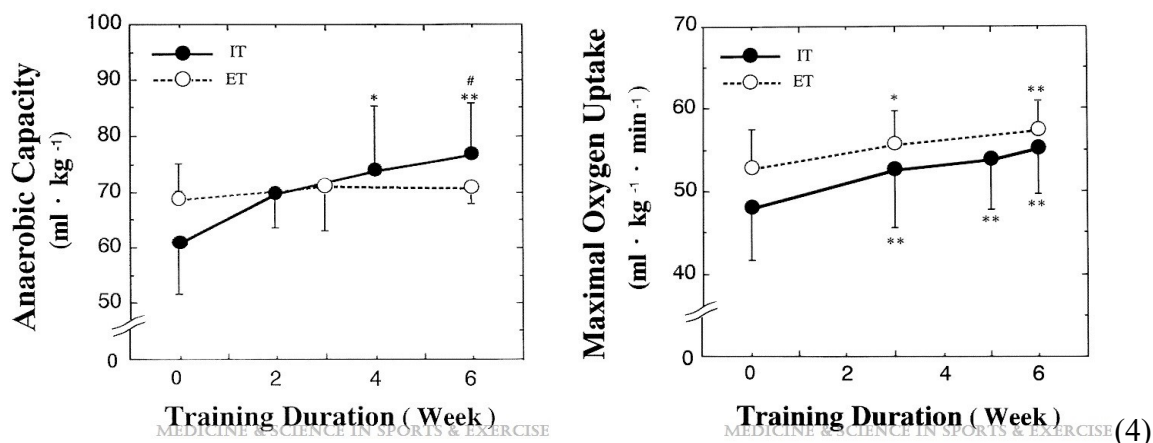 Anaerobic Capacity
(ml · kg -1)
100
90
80
70
60
50
0
IT
ET
*
#
**
0 2 4 6
Training Duration ( Week )
MEDICINE & SCIENCE IN SPORTS & EXERCISE
Maximal Oxygen Uptake
(ml · kg -1 · min-1)
70
60
50
40
0
IT
ET
*
**
**
**
**
0 2 4 6
Training Duration ( Week )
MEDICINE & SCIENCE IN SPORTS & EXERCISE
(4)